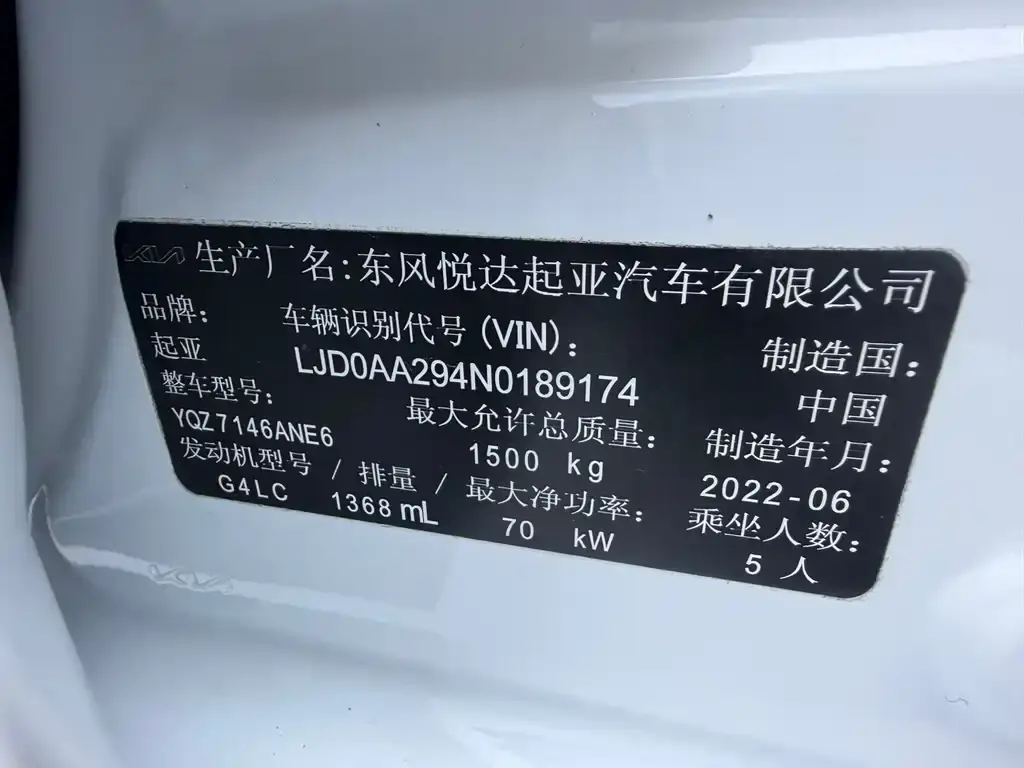 KIA 生产厂名:东风悦达起亚汽车有限公司
品牌: 车辆识别代号(VIN): 制造国:
起亚 LJD0AA294N0189174 中国
整车型号: 最大允许总质量: 制造年月:
YQZ7146ANE6 1500 kg 2022-06
发动机型号 / 排量 / 最大净功率: 乘坐人数:
G4LC 1368 mL 70 kW 5 人